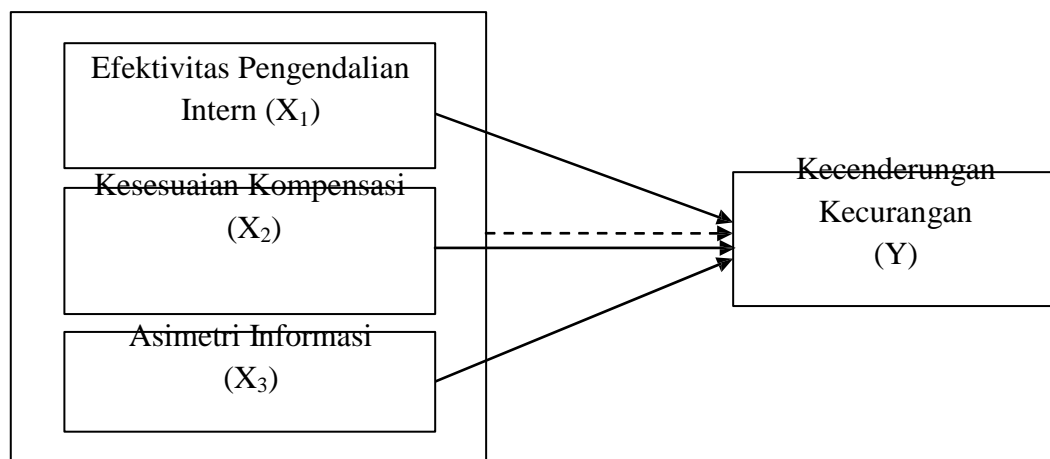 Efektivitas Pengendalian
Intern (X₁)
Kesesuaian Kompensasi
(X₂)
Asimetri Informasi
(X₃)
Kecenderungan
Kecurangan
(Y)